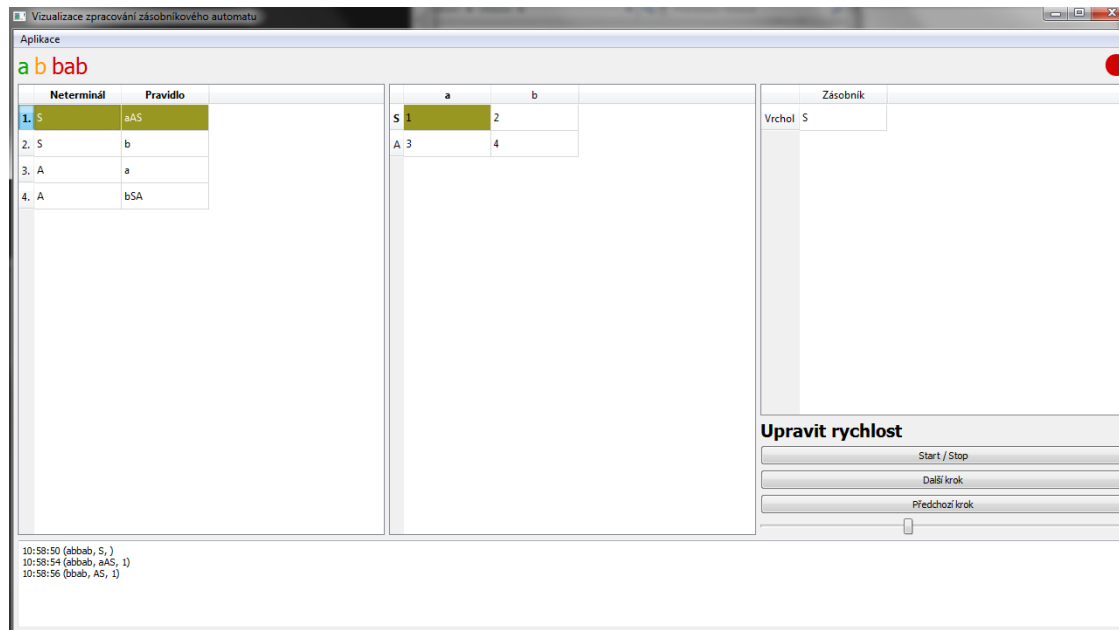 Vizualizace zpracování zásobníkového automatu
Aplikace
a b bab
Neterminál Pravidlo
1. S aAS
2. S b
3. A a
4. A bSA
a b
S 1 2
A 3 4
Zásobník
Vrchol S
Upravit rychlost
Start / Stop
Další krok
Předchozí krok
10:58:50 (abbab, S, )
10:58:54 (abbab, aAS, 1)
10:58:56 (bbab, AS, 1)